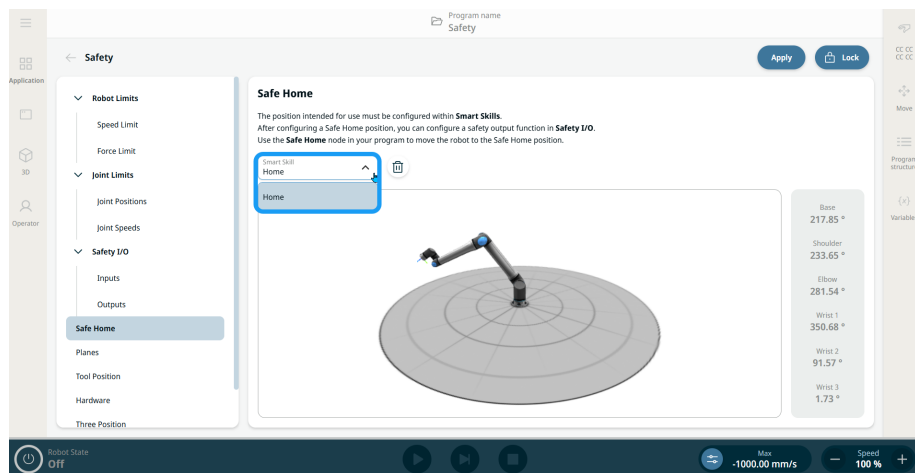 Program name
Safety
Safety
Apply
Lock
CC CC
CC CC
Application
3D
Operator
Robot Limits
Speed Limit
Force Limit
Joint Limits
Joint Positions
Joint Speeds
Safety I/O
Inputs
Outputs
Safe Home
Planes
Tool Position
Hardware
Three Position
Safe Home
The position intended for use must be configured within Smart Skills.
After configuring a Safe Home position, you can configure a safety output function in Safety I/O.
Use the Safe Home node in your program to move the robot to the Safe Home position.
Smart Skill
Home
Home
Base
217.85 °
Shoulder
233.65 °
Elbow
281.54 °
Wrist 1
350.68 °
Wrist 2
91.57 °
Wrist 3
1.73 °
Move
Program
structure
{x}
Variable
Robot State
Off
Max
-1000.00 mm/s
Speed
100 %